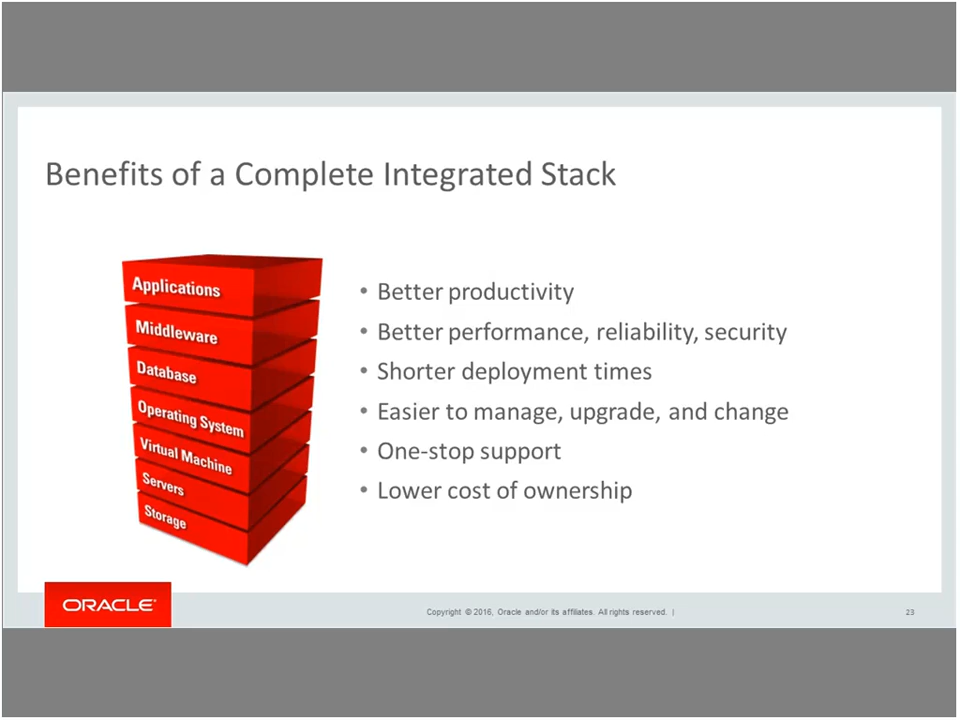 Benefits of a Complete Integrated Stack
Applications
Middleware
Database
Operating System
Virtual Machine
Servers
Storage
• Better productivity
• Better performance, reliability, security
• Shorter deployment times
• Easier to manage, upgrade, and change
• One-stop support
• Lower cost of ownership
ORACLE®
Copyright © 2016, Oracle and/or its affiliates. All rights reserved. |
23